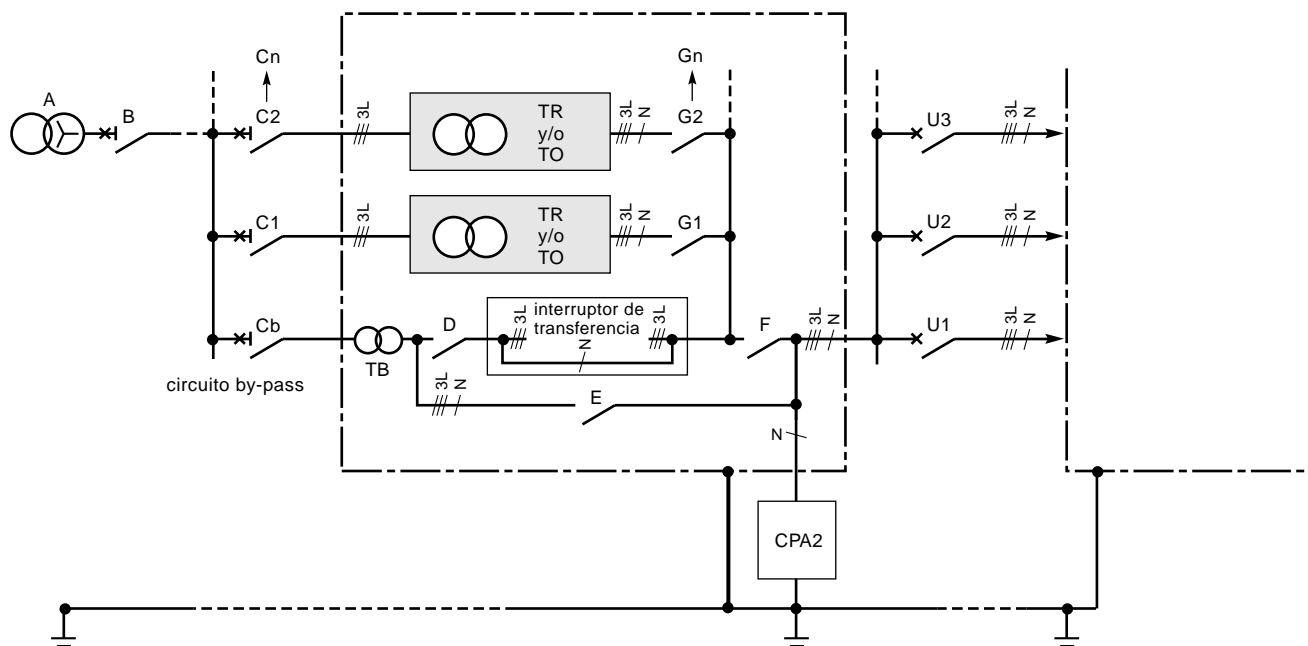 Cn
Gn
A
B
C2
3L
TR
y/o
TO
3L
N
G2
U3
3L
N
C1
3L
TR
y/o
TO
3L
N
G1
U2
3L
N
Cb
TB
D
interruptor de
transferencia
3L
3L
N
F
3L
N
U1
3L
N
circuito by-pass
3L
N
E
N
CPA2